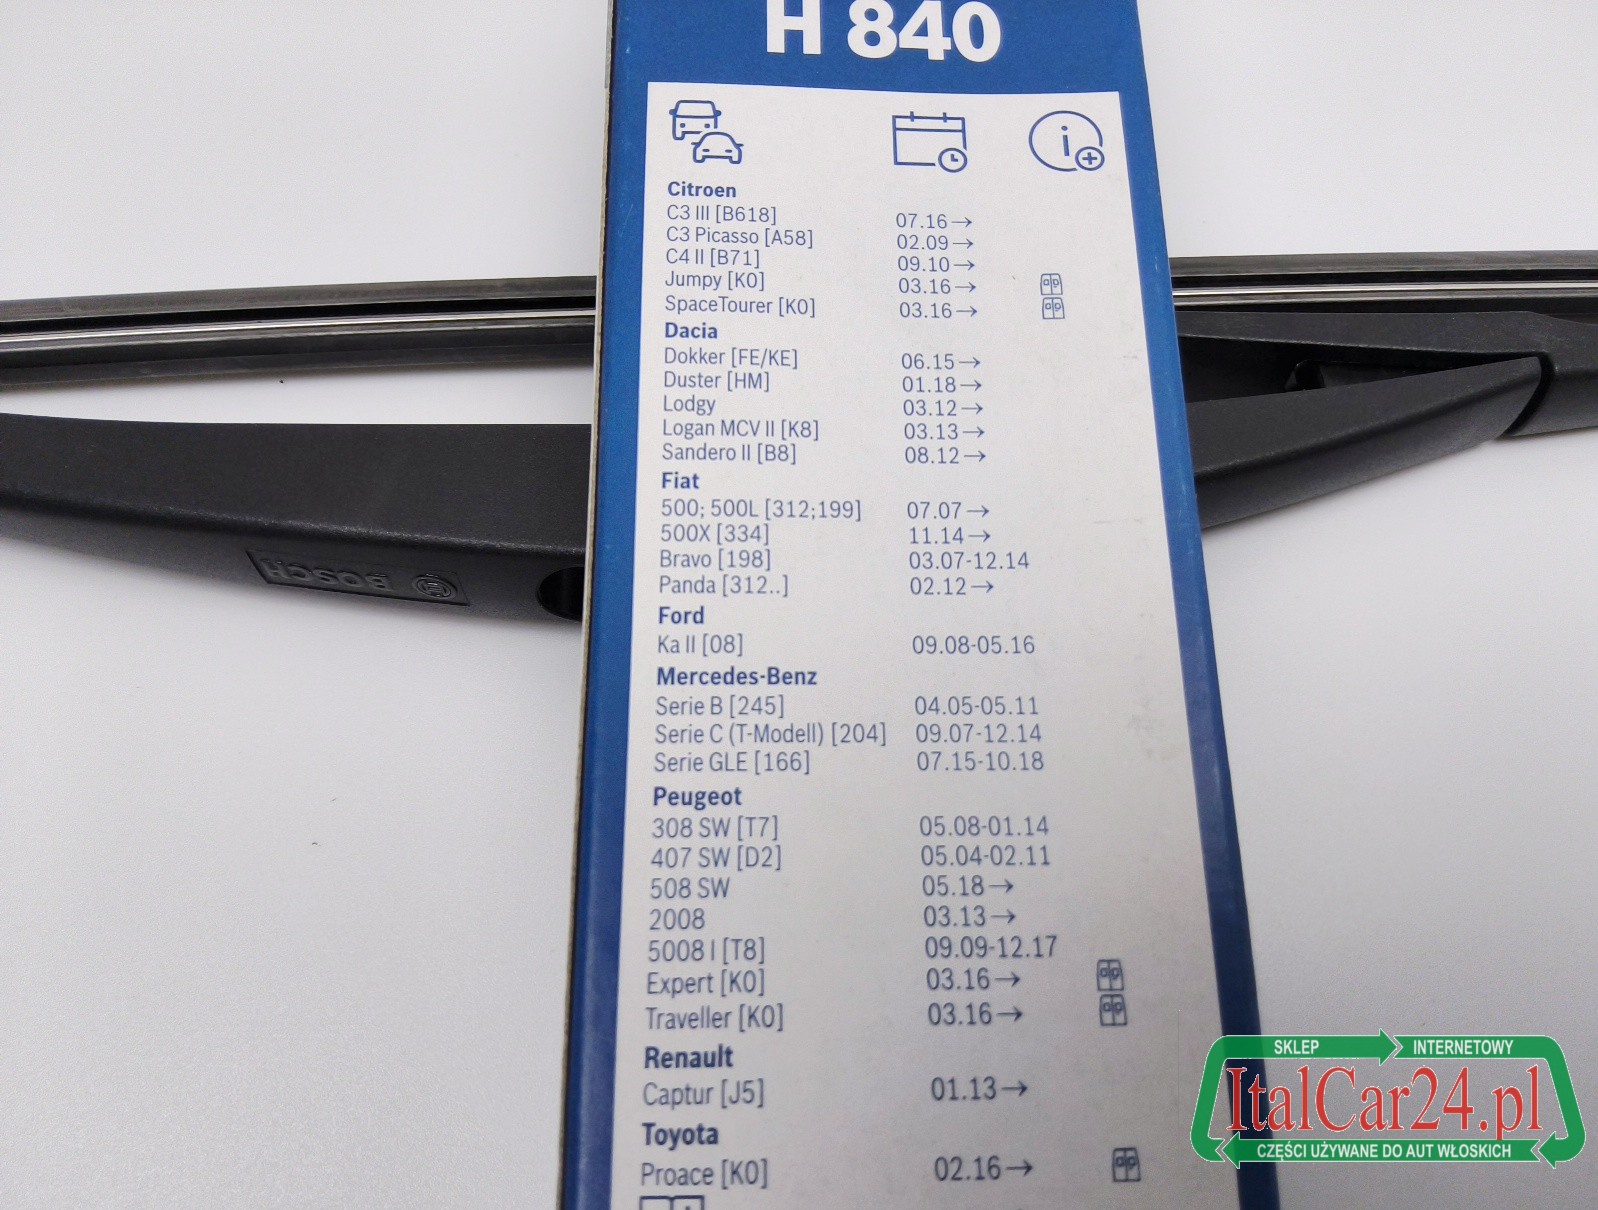 H 840
Citroen
C3 III [B618] 07.16→
C3 Picasso [A58] 02.09→
C4 II [B71] 09.10→
Jumpy [K0] 03.16→
SpaceTourer [K0] 03.16→
Dacia
Dokker [FE/KE] 06.15→
Duster [HM] 01.18→
Lodgy 03.12→
Logan MCV II [K8] 03.13→
Sandero II [B8] 08.12→
Fiat
500; 500L [312;199] 07.07→
500X [334] 11.14→
Bravo [198] 03.07-12.14
Panda [312..] 02.12→
Ford
Ka II [08] 09.08-05.16
Mercedes-Benz
Serie B [245] 04.05-05.11
Serie C (T-Modell) [204] 09.07-12.14
Serie GLE [166] 07.15-10.18
Peugeot
308 SW [T7] 05.08-01.14
407 SW [D2] 05.04-02.11
508 SW 05.18→
2008 03.13→
5008 I [T8] 09.09-12.17
Expert [K0] 03.16→
Traveller [K0] 03.16→
Renault
Captur [J5] 01.13→
Toyota
Proace [K0] 02.16→
BOSCH
SKLEP INTERNETOWY
ItalCar24.pl
CZĘŚCI UŻYWANE DO AUT WŁOSKICH